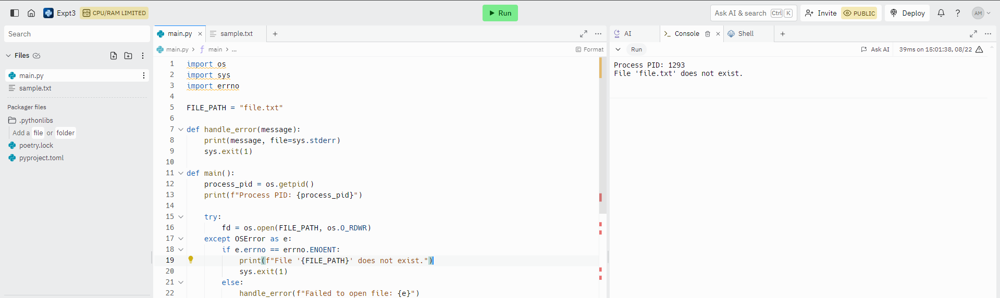 Expt3 CPU/RAM LIMITED Run Ask AI & search Ctrl K Invite PUBLIC Deploy ? AM
Search
Files
main.py
sample.txt
Packager files
.pythonlibs
Add a file or folder
poetry.lock
pyproject.toml
main.py × sample.txt +
main.py > main > ...
Format
1 import os
2 import sys
3 import errno
4
5 FILE_PATH = "file.txt"
6
7 def handle_error(message):
8 print(message, file=sys.stderr)
9 sys.exit(1)
10
11 def main():
12 process_pid = os.getpid()
13 print(f"Process PID: {process_pid}")
14
15 try:
16 fd = os.open(FILE_PATH, os.O_RDWR)
17 except OSError as e:
18 if e.errno == errno.ENOENT:
19 print(f"File '{FILE_PATH}' does not exist.")
20 sys.exit(1)
21 else:
22 handle_error(f"Failed to open file: {e}")
AI Console × Shell +
Run Ask AI 39ms on 15:01:38, 08/22
Process PID: 1293
File 'file.txt' does not exist.